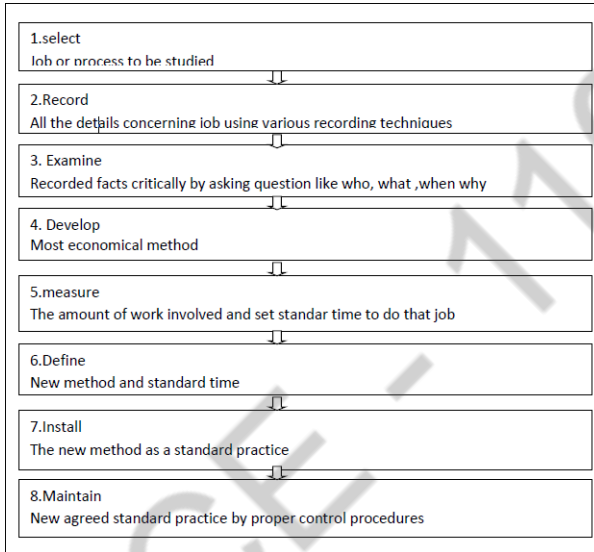 1.select
Job or process to be studied
2.Record
All the details concerning job using various recording techniques
3. Examine
Recorded facts critically by asking question like who, what ,when why
4. Develop
Most economical method
5.measure
The amount of work involved and set standar time to do that job
6.Define
New method and standard time
7.Install
The new method as a standard practice
8.Maintain
New agreed standard practice by proper control procedures
CE - 11